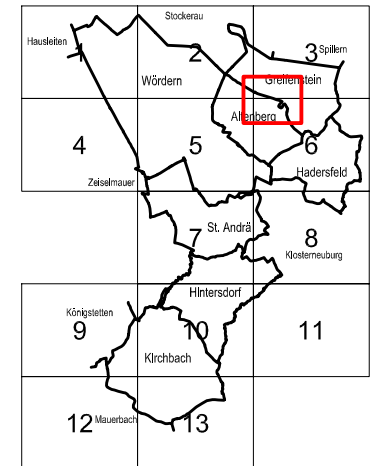 Stockerau
Hausleiten
1
2
3
Spillern
Wördern
Greifenstein
Altenberg
4
5
6
Zeiselmauer
Hadersfeld
St. Andrä
7
8
Klosterneuburg
HIntersdorf
Königstetten
9
10
11
KIrchbach
12
Mauerbach
13